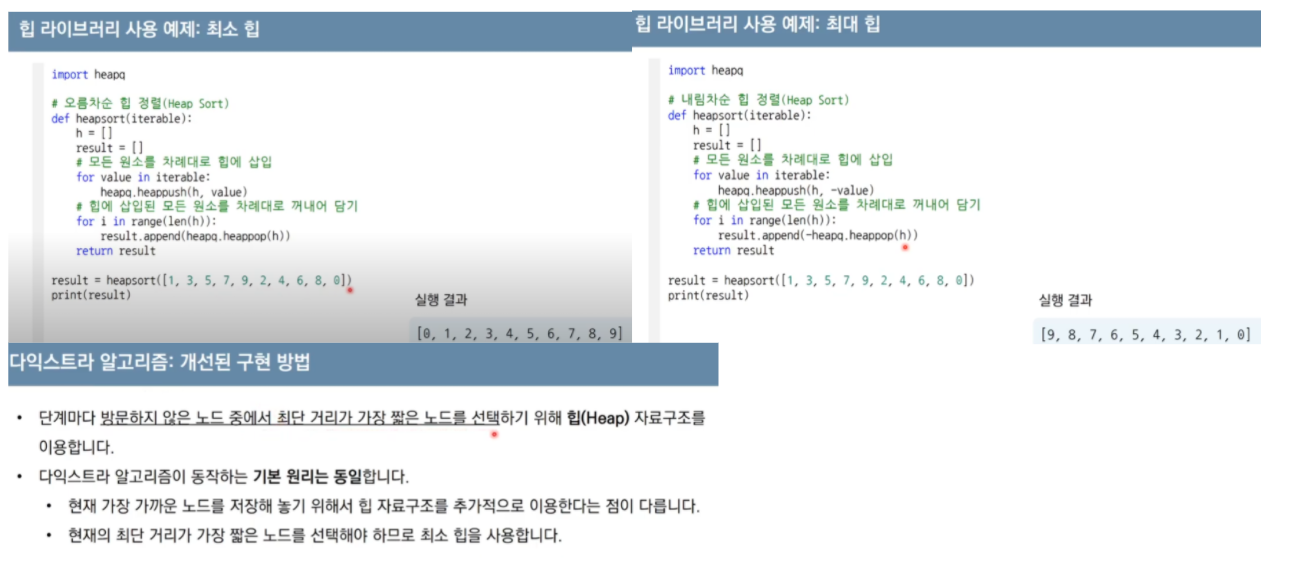 힙 라이브러리 사용 예제: 최소 힙
import heapq
# 오름차순 힙 정렬(Heap Sort)
def heapsort(iterable):
    h = []
    result = []
    # 모든 원소를 차례대로 힙에 삽입
    for value in iterable:
        heapq.heappush(h, value)
    # 힙에 삽입된 모든 원소를 차례대로 꺼내어 담기
    for i in range(len(h)):
        result.append(heapq.heappop(h))
    return result
result = heapsort([1, 3, 5, 7, 9, 2, 4, 6, 8, 0])
print(result)
실행 결과
[0, 1, 2, 3, 4, 5, 6, 7, 8, 9]
힙 라이브러리 사용 예제: 최대 힙
import heapq
# 내림차순 힙 정렬(Heap Sort)
def heapsort(iterable):
    h = []
    result = []
    # 모든 원소를 차례대로 힙에 삽입
    for value in iterable:
        heapq.heappush(h, -value)
    # 힙에 삽입된 모든 원소를 차례대로 꺼내어 담기
    for i in range(len(h)):
        result.append(-heapq.heappop(h))
    return result
result = heapsort([1, 3, 5, 7, 9, 2, 4, 6, 8, 0])
print(result)
실행 결과
[9, 8, 7, 6, 5, 4, 3, 2, 1, 0]
다익스트라 알고리즘: 개선된 구현 방법
• 단계마다 방문하지 않은 노드 중에서 최단 거리가 가장 짧은 노드를 선택하기 위해 힙(Heap) 자료구조를
이용합니다.
• 다익스트라 알고리즘이 동작하는 기본 원리는 동일합니다.
• 현재 가장 가까운 노드를 저장해 놓기 위해서 힙 자료구조를 추가적으로 이용한다는 점이 다릅니다.
• 현재의 최단 거리가 가장 짧은 노드를 선택해야 하므로 최소 힙을 사용합니다.